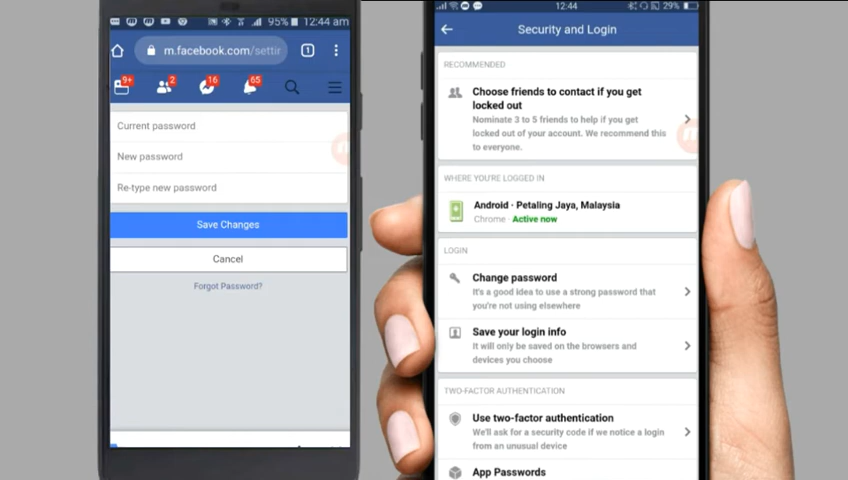 95% 12:44 am
m.facebook.com/settin
1
9+ 2 16 65
Current password
New password
Re-type new password
Save Changes
Cancel
Forgot Password?
12:44 29%
Security and Login
RECOMMENDED
Choose friends to contact if you get
locked out
Nominate 3 to 5 friends to help if you get
locked out of your account. We recommend this
to everyone.
WHERE YOU'RE LOGGED IN
Android · Petaling Jaya, Malaysia
Chrome · Active now
LOGIN
Change password
It's a good idea to use a strong password that
you're not using elsewhere
Save your login info
It will only be saved on the browsers and
devices you choose
TWO-FACTOR AUTHENTICATION
Use two-factor authentication
We'll ask for a security code if we notice a login
from an unusual device
App Passwords